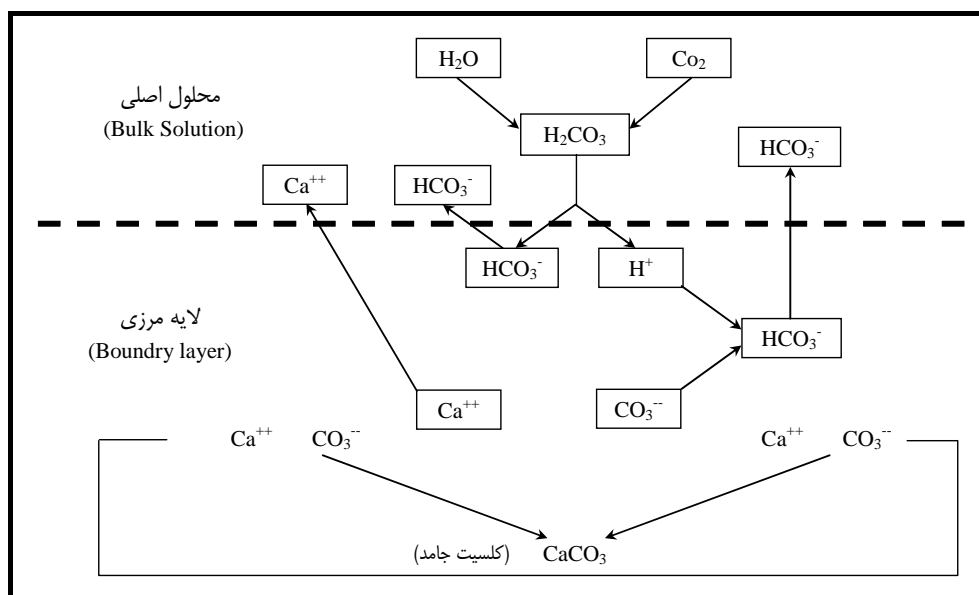 H₂O
Co₂
محلول اصلی
(Bulk Solution)
H₂CO₃
HCO₃⁻
Ca⁺⁺
HCO₃⁻
HCO₃⁻
H⁺
لایه مرزی
(Boundry layer)
HCO₃⁻
Ca⁺⁺
CO₃⁻⁻
Ca⁺⁺ CO₃⁻⁻
Ca⁺⁺ CO₃⁻⁻
(کلسیت جامد) CaCO₃